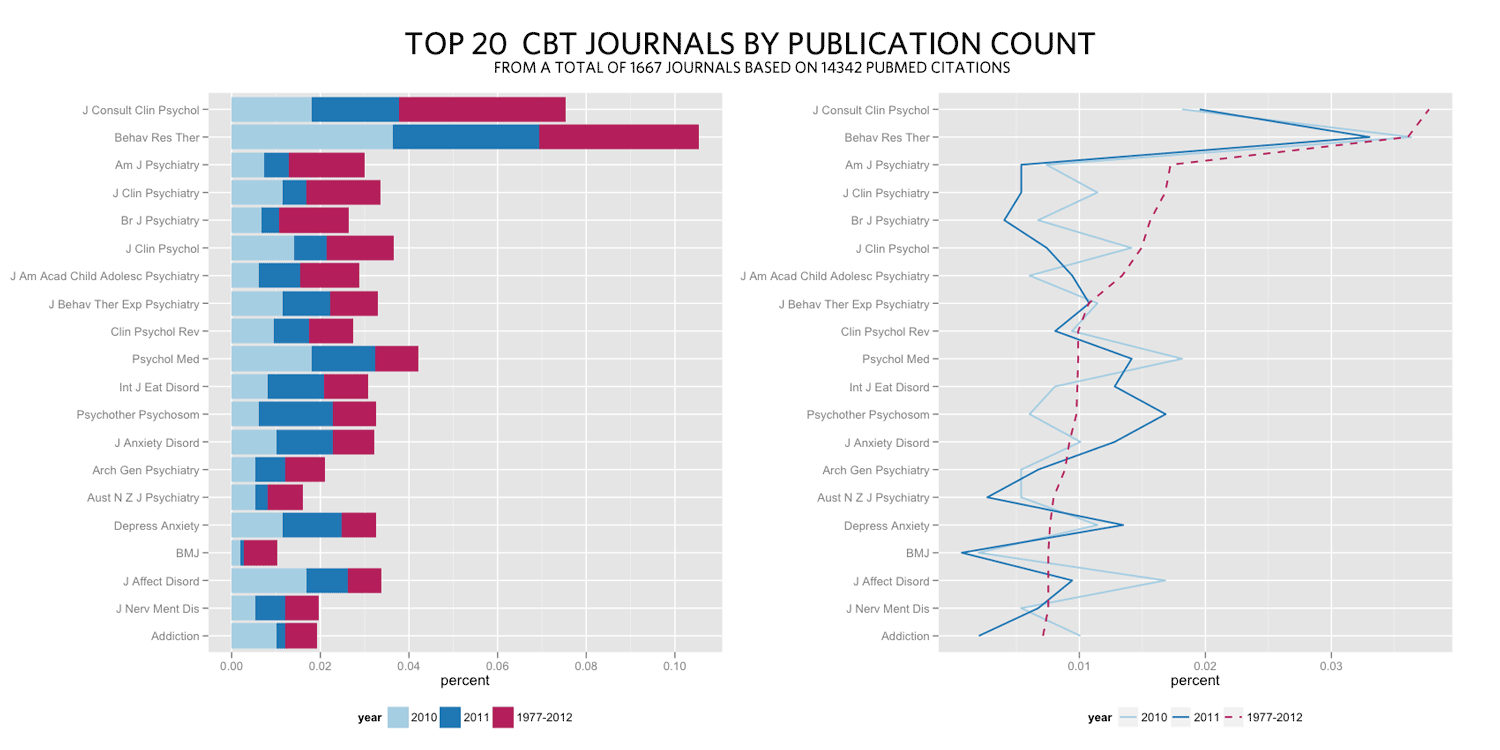 TOP 20 CBT JOURNALS BY PUBLICATION COUNT
FROM A TOTAL OF 1667 JOURNALS BASED ON 14342 PUBMED CITATIONS
J Consult Clin Psychol
Behav Res Ther
Am J Psychiatry
J Clin Psychiatry
Br J Psychiatry
J Clin Psychol
J Am Acad Child Adolesc Psychiatry
J Behav Ther Exp Psychiatry
Clin Psychol Rev
Psychol Med
Int J Eat Disord
Psychother Psychosom
J Anxiety Disord
Arch Gen Psychiatry
Aust N Z J Psychiatry
Depress Anxiety
BMJ
J Affect Disord
J Nerv Ment Dis
Addiction
0.00 0.02 0.04 0.06 0.08 0.10
percent
year 2010 2011 1977-2012
J Consult Clin Psychol
Behav Res Ther
Am J Psychiatry
J Clin Psychiatry
Br J Psychiatry
J Clin Psychol
J Am Acad Child Adolesc Psychiatry
J Behav Ther Exp Psychiatry
Clin Psychol Rev
Psychol Med
Int J Eat Disord
Psychother Psychosom
J Anxiety Disord
Arch Gen Psychiatry
Aust N Z J Psychiatry
Depress Anxiety
BMJ
J Affect Disord
J Nerv Ment Dis
Addiction
0.01 0.02 0.03
percent
year 2010 2011 1977-2012